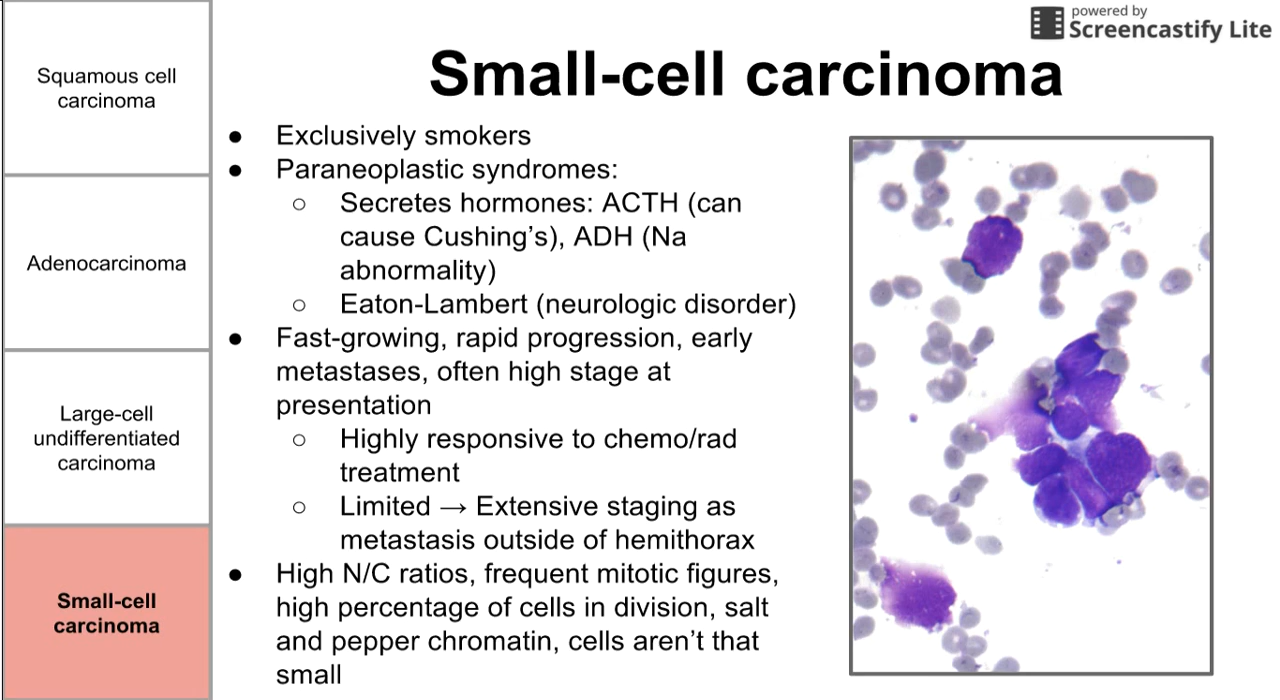 powered by
Screencastify Lite
Squamous cell
carcinoma
Adenocarcinoma
Large-cell
undifferentiated
carcinoma
Small-cell
carcinoma
Small-cell carcinoma
● Exclusively smokers
● Paraneoplastic syndromes:
○ Secretes hormones: ACTH (can
cause Cushing’s), ADH (Na
abnormality)
○ Eaton-Lambert (neurologic disorder)
● Fast-growing, rapid progression, early
metastases, often high stage at
presentation
○ Highly responsive to chemo/rad
treatment
○ Limited → Extensive staging as
metastasis outside of hemithorax
● High N/C ratios, frequent mitotic figures,
high percentage of cells in division, salt
and pepper chromatin, cells aren’t that
small